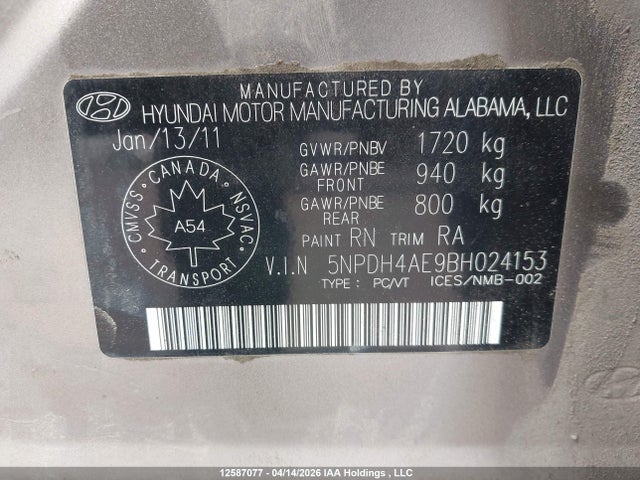 MANUFACTURED BY
HYUNDAI MOTOR MANUFACTURING ALABAMA, LLC
Jan/13/11
GVWR/PNBV 1720 kg
GAWR/PNBE FRONT 940 kg
GAWR/PNBE REAR 800 kg
PAINT RN TRIM RA
CMVSS CANADA NSVAC
A54
TRANSPORT
V.I.N 5NPDH4AE9BH024153
TYPE : PC/VT ICES/NMB-002
12587077 - 04/14/2026 IAA Holdings , LLC